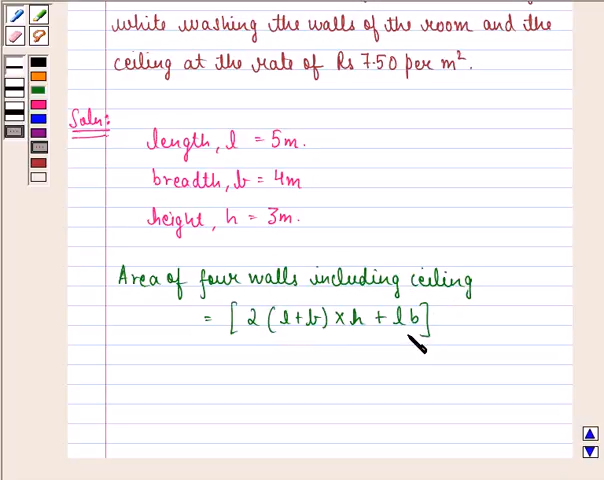 white washing the walls of the room and the
ceiling at the rate of Rs 7.50 per m².
Soln:
length, l = 5m.
breadth, b = 4m
height, h = 3m.
Area of four walls including ceiling
= [ 2 ( l+b) × h + lb]